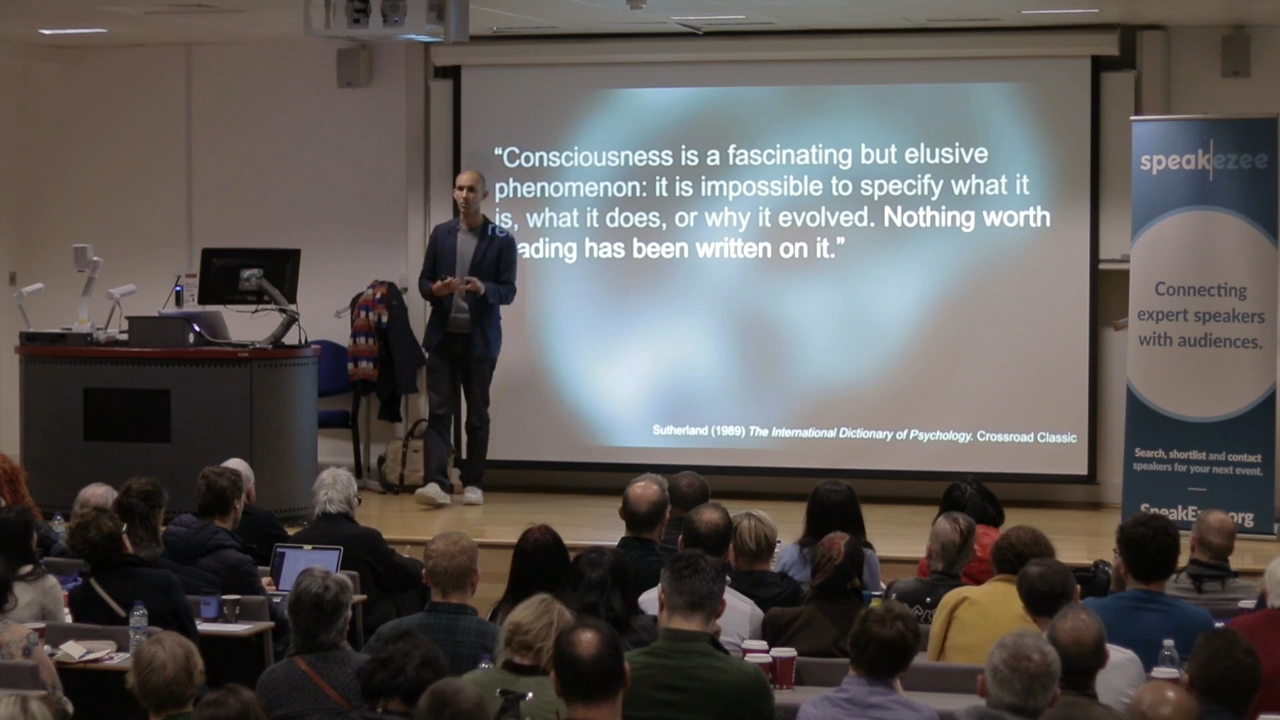 “Consciousness is a fascinating but elusive
phenomenon: it is impossible to specify what it
is, what it does, or why it evolved. Nothing worth
reading has been written on it.”
Sutherland (1989) The International Dictionary of Psychology. Crossroad Classic
speakezee
Connecting
expert speakers
with audiences.
Search, shortlist and contact
speakers for your next event.
SpeakEzee.org